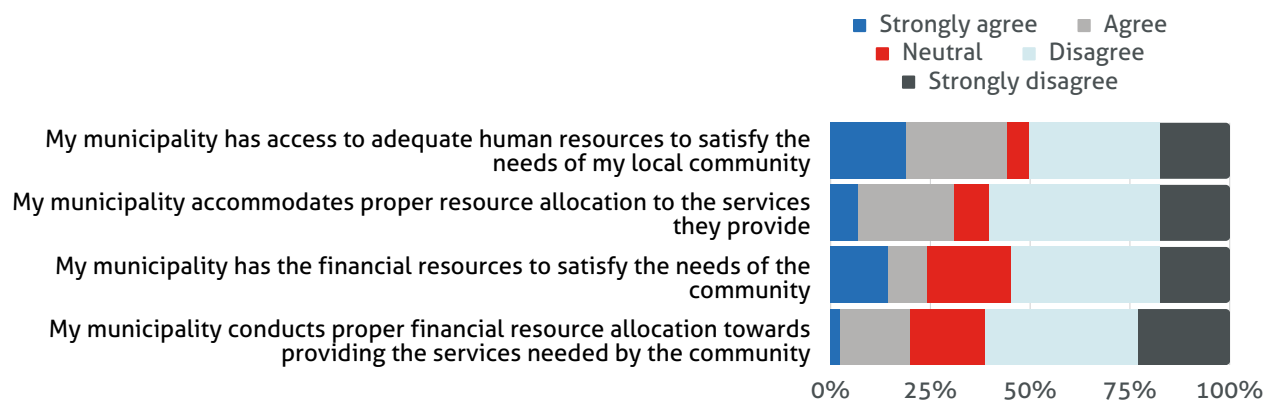 Strongly agree Agree
Neutral Disagree
Strongly disagree
My municipality has access to adequate human resources to satisfy the
needs of my local community
My municipality accommodates proper resource allocation to the services
they provide
My municipality has the financial resources to satisfy the needs of the
community
My municipality conducts proper financial resource allocation towards
providing the services needed by the community
0% 25% 50% 75% 100%